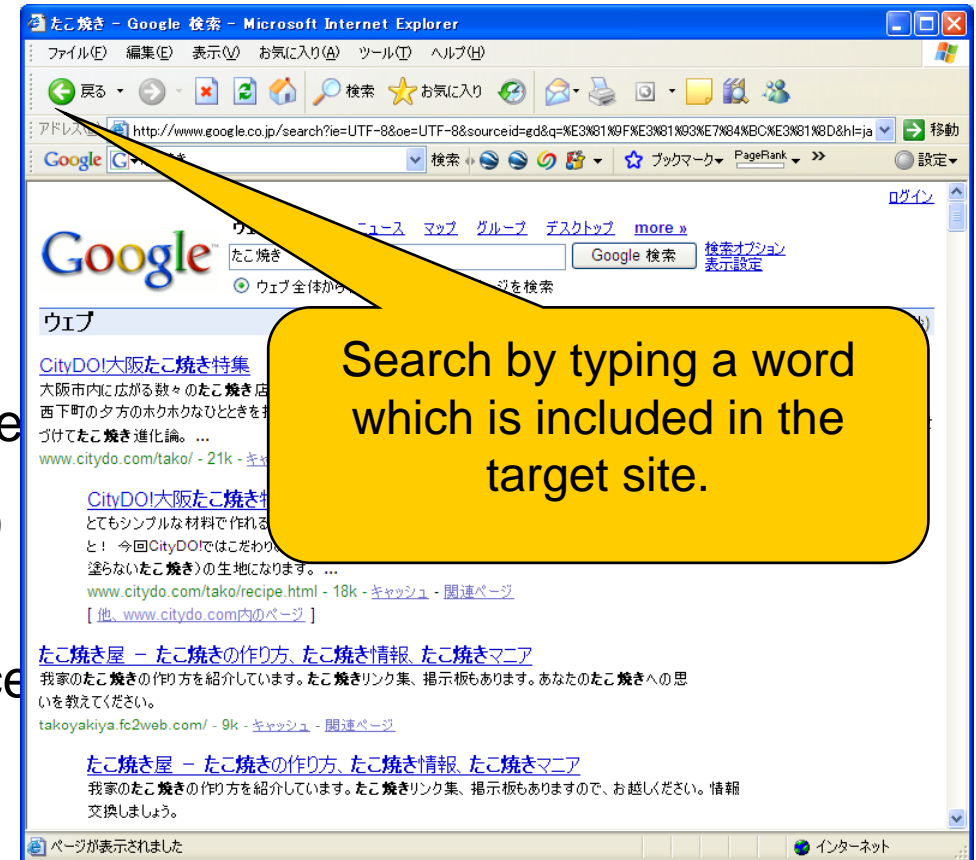 たこ焼き - Google 検索 - Microsoft Internet Explorer
ファイル(F) 編集(E) 表示(V) お気に入り(A) ツール(T) ヘルプ(H)
戻る 検索 お気に入り
http://www.google.co.jp/search?ie=UTF-8&oe=UTF-8&sourceid=gd&q=%E3%81%9F%E3%81%93%E7%84%BC%E3%81%8D&hl=ja 移動
Google 検索 ブックマーク PageRank » 設定
ログイン
ニュース マップ グループ デスクトップ more »
Google たこ焼き Google 検索 検索オプション
表示設定
ウェブ全体から ページを検索
ウェブ
Search by typing a word
which is included in the
target site.
CityDO!大阪たこ焼き特集
大阪市内に広がる数々のたこ焼き店
西下町の夕方のホクホクなひとときを
づけてたこ焼き進化論。 ...
www.citydo.com/tako/ - 21k -
CityDO!大阪たこ焼き
とてもシンプルな材料で作れる
と! 今回CityDO!ではこだわり
塗らないたこ焼き)の生地になります。 ...
www.citydo.com/tako/recipe.html - 18k - キャッシュ - 関連ページ
[ 他、www.citydo.com内のページ ]
たこ焼き屋 - たこ焼きの作り方、たこ焼き情報、たこ焼きマニア
我家のたこ焼きの作り方を紹介しています。たこ焼きリンク集、掲示板もあります。あなたのたこ焼きへの思
いを教えてください。
takoyakiya.fc2web.com/ - 9k - キャッシュ - 関連ページ
たこ焼き屋 - たこ焼きの作り方、たこ焼き情報、たこ焼きマニア
我家のたこ焼きの作り方を紹介しています。たこ焼きリンク集、掲示板もありますので、お越しください。情報
交換しましょう。
ページが表示されました インターネット